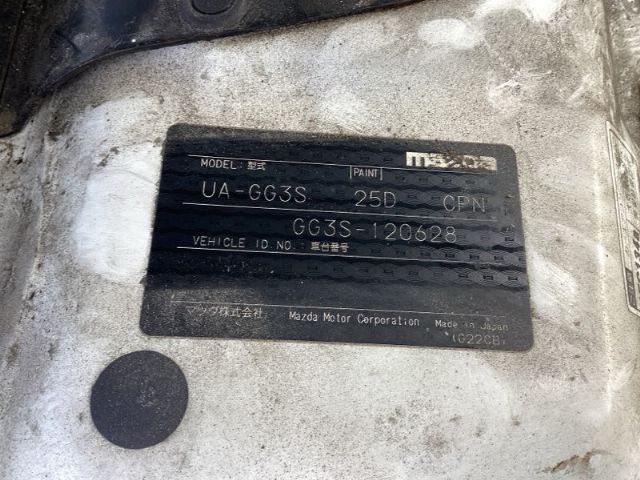 mazda
MODEL: 型式 PAINT
UA-GG3S 25D CPN
GG3S-120628
VEHICLE ID NO.: 車台番号
マツダ株式会社 Mazda Motor Corporation Made in Japan
(G22CB)